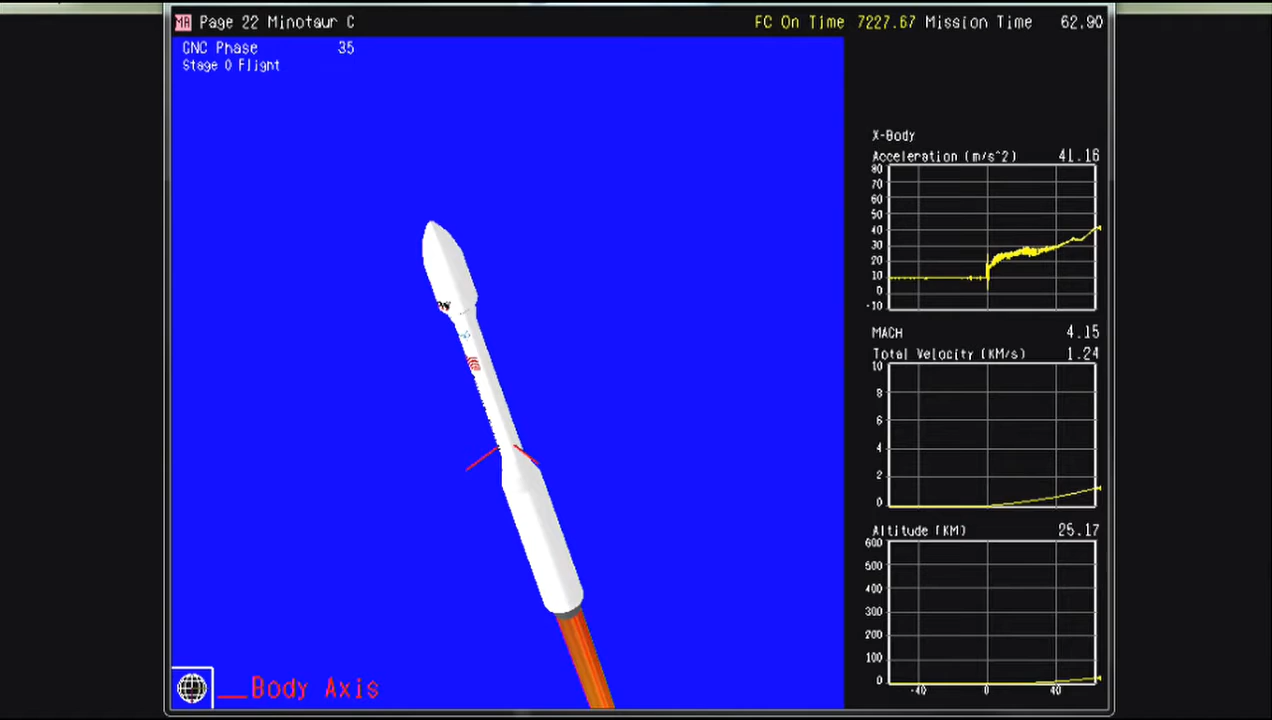 MA Page 22 Minotaur C FC On Time 7227.67 Mission Time 62.90
GNC Phase 35
Stage 0 Flight
X-Body
Acceleration (m/s^2) 41.16
80
70
60
50
40
30
20
10
0
-10
MACH 4.15
Total Velocity (KM/s) 1.24
10
8
6
4
2
0
Altitude (KM) 25.17
600
500
400
300
200
100
0
-40 0 40
Body Axis